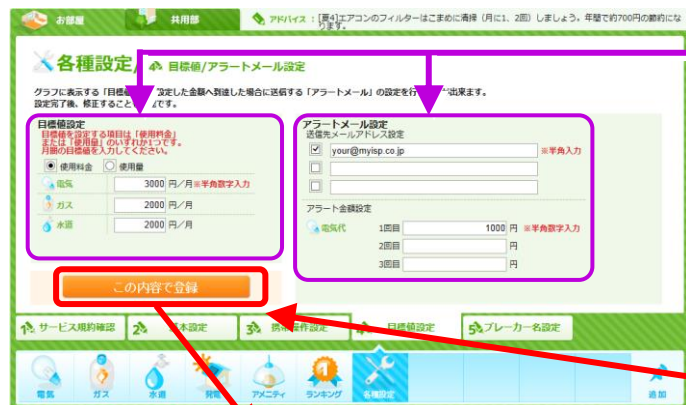 お部屋
共用部
アドバイス：[夏4]エアコンのフィルターはこまめに清掃（月に1、2回）しましょう。年間で約700円の節約にな
ります。
各種設定/ 目標値/アラートメール設定
グラフに表示する「目標 設定した金額へ到達した場合に送信する「アラートメール」の設定を行 出来ます。
設定完了後、修正すること です。
目標値設定
目標値を設定する項目は「使用料金」
または「使用量」のいずれか1つです。
月間の目標値を入力してください。
使用料金 使用量
電気 3000 円／月 ※半角数字入力
ガス 2000 円／月
水道 2000 円／月
アラートメール設定
送信先メールアドレス設定
your@myisp.co.jp ※半角入力
アラート金額設定
電気代 1回目 1000 円 ※半角数字入力
2回目 円
3回目 円
この内容で登録
1 サービス規約確認 2 基本設定 3 携帯操作設定 4 目標値設定 5 ブレーカー名設定
電気 ガス 水道 発電 アメニティ ランキング 各種設定 追加